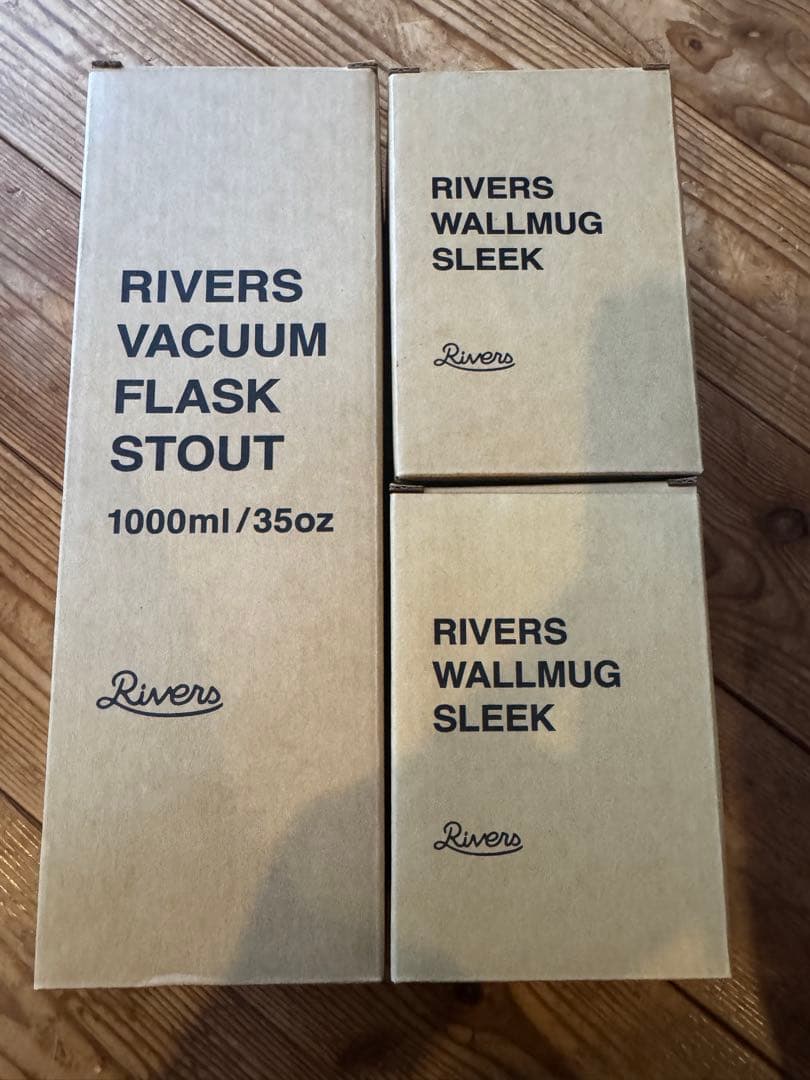 RIVERS
VACUUM
FLASK
STOUT
1000ml/35oz
Rivers
RIVERS
WALLMUG
SLEEK
Rivers
RIVERS
WALLMUG
SLEEK
Rivers